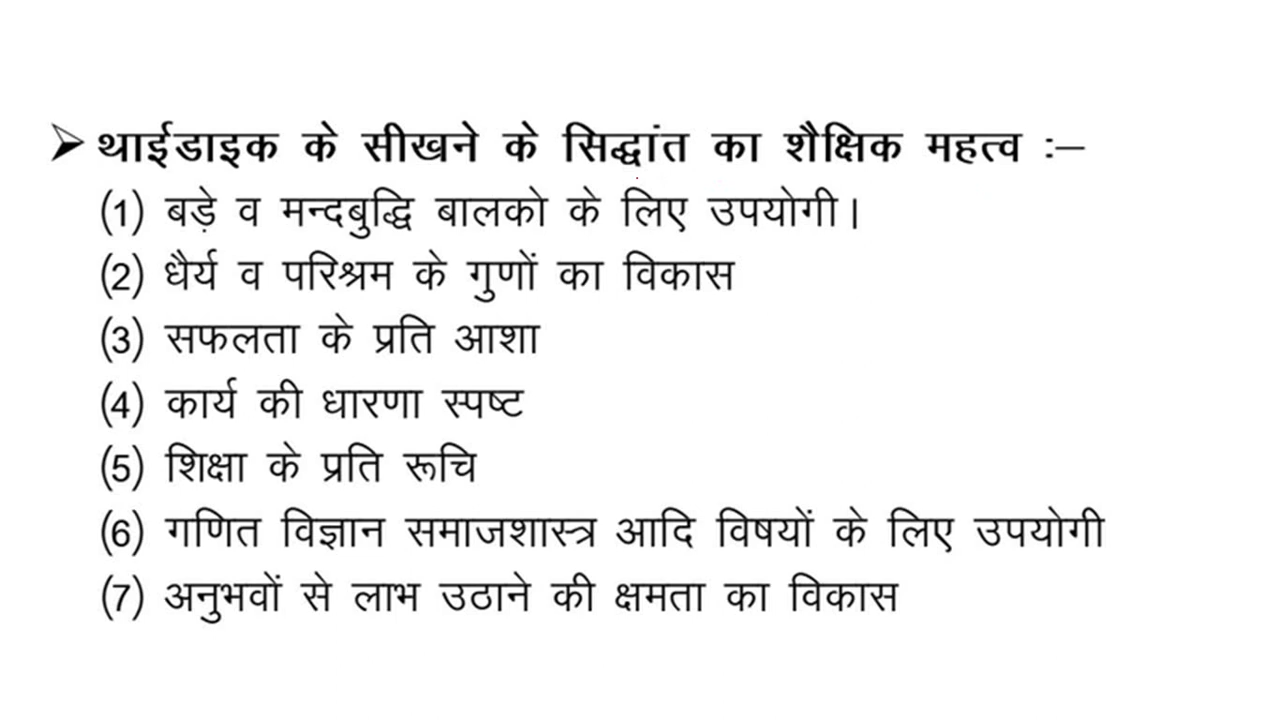 ➢ थाईडाइक के सीखने के सिद्धांत का शैक्षिक महत्व :–
(1) बड़े व मन्दबुद्धि बालको के लिए उपयोगी।
(2) धैर्य व परिश्रम के गुणों का विकास
(3) सफलता के प्रति आशा
(4) कार्य की धारणा स्पष्ट
(5) शिक्षा के प्रति रूचि
(6) गणित विज्ञान समाजशास्त्र आदि विषयों के लिए उपयोगी
(7) अनुभवों से लाभ उठाने की क्षमता का विकास